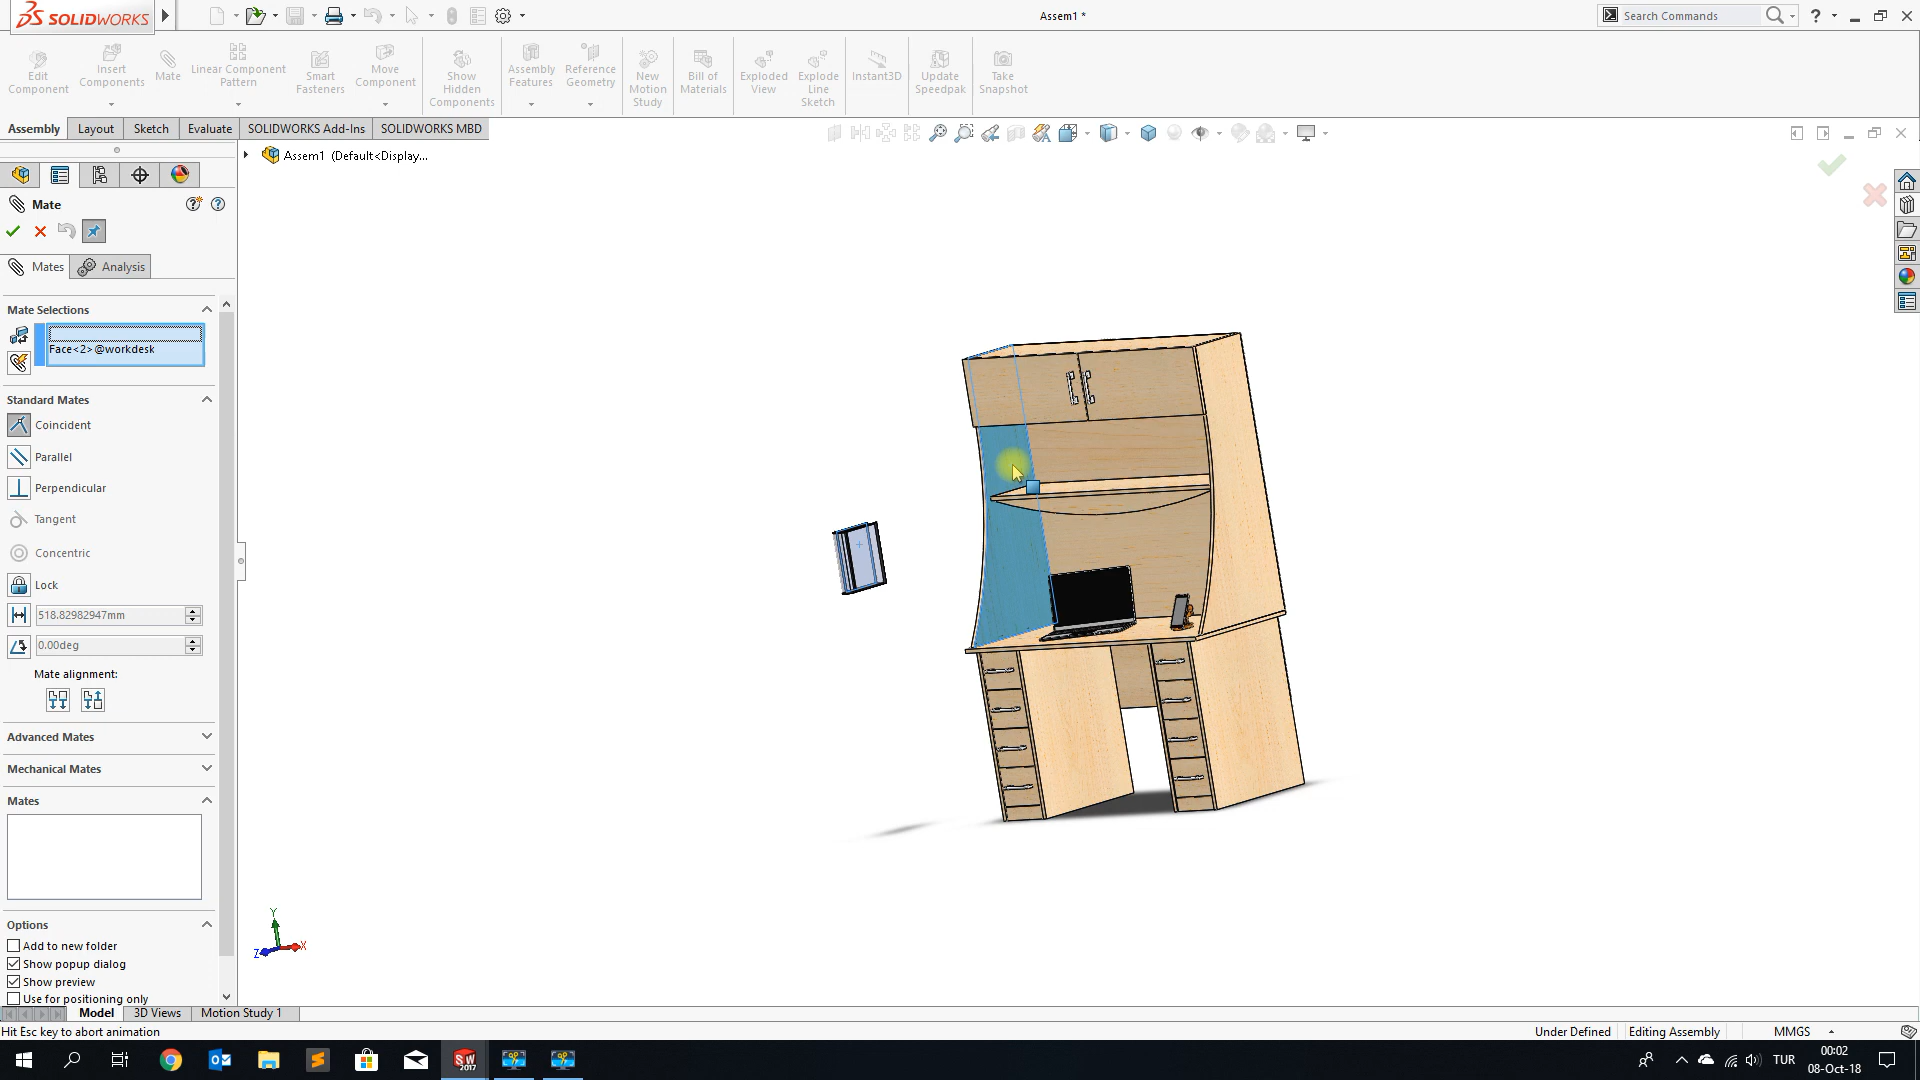 SOLIDWORKS
Assem1 *
Search Commands
?
Edit Component
Insert Components
Mate
Linear Component Pattern
Smart Fasteners
Move Component
Show Hidden Components
Assembly Features
Reference Geometry
New Motion Study
Bill of Materials
Exploded View
Explode Line Sketch
Instant3D
Update Speedpak
Take Snapshot
Assembly
Layout
Sketch
Evaluate
SOLIDWORKS Add-Ins
SOLIDWORKS MBD
Assem1 (Default<Display...
Mate
Mates
Analysis
Mate Selections
Face<2>@workdesk
Standard Mates
Coincident
Parallel
Perpendicular
Tangent
Concentric
Lock
518.82982947mm
0.00deg
Mate alignment:
Advanced Mates
Mechanical Mates
Mates
Options
Add to new folder
Show popup dialog
Show preview
Use for positioning only
Y
Z
X
Model
3D Views
Motion Study 1
Hit Esc key to abort animation
Under Defined
Editing Assembly
MMGS
SW 2017
TUR
00:02
08-Oct-18